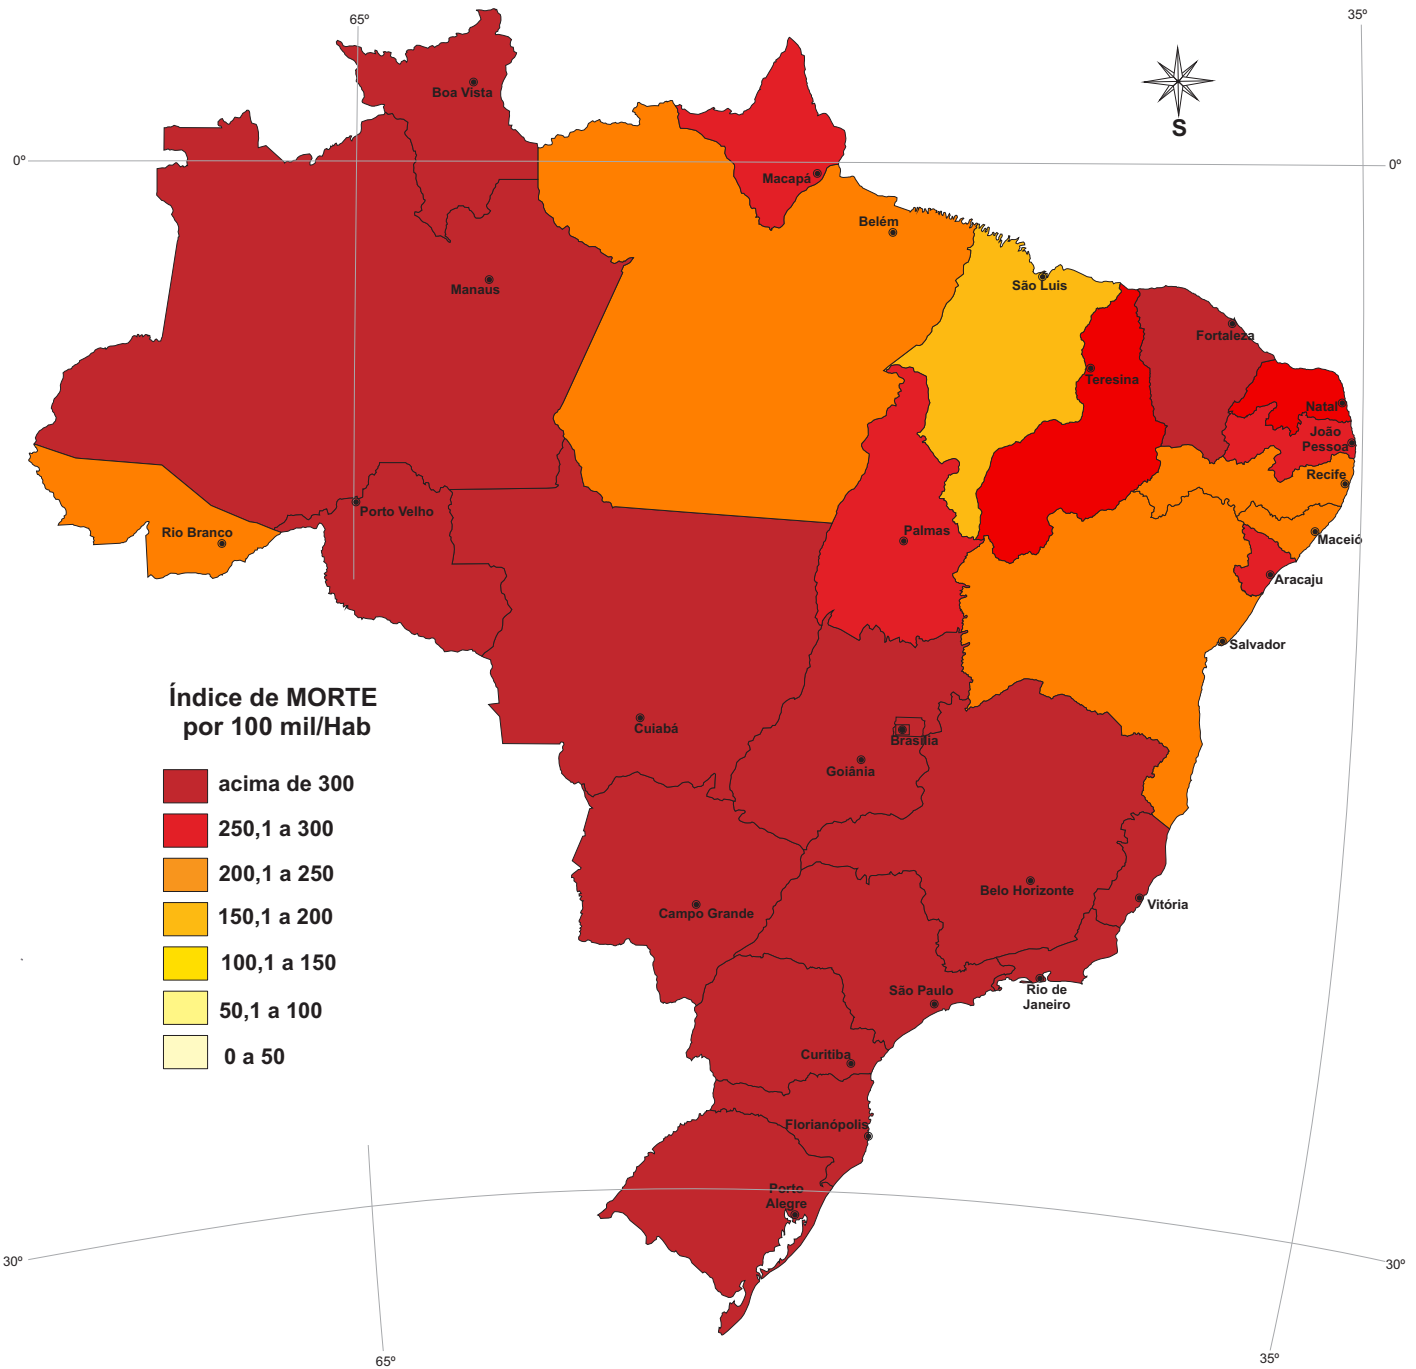 65º
35º
Boa Vista
S
0º
0º
Macapá
Belém
São Luis
Manaus
Fortaleza
Teresina
Natal
João
Pessoa
Recife
Porto Velho
Rio Branco
Palmas
Maceió
Aracaju
Salvador
Índice de MORTE
por 100 mil/Hab
Cuiabá
Brasília
Goiánia
acima de 300
250,1 a 300
200,1 a 250
150,1 a 200
100,1 a 150
50,1 a 100
0 a 50
Belo Horizonte
Vitória
Campo Grande
São Paulo
Rio de
Janeiro
Curitiba
Florianópolis
Porto
Alegre
30º
30º
65º
35º